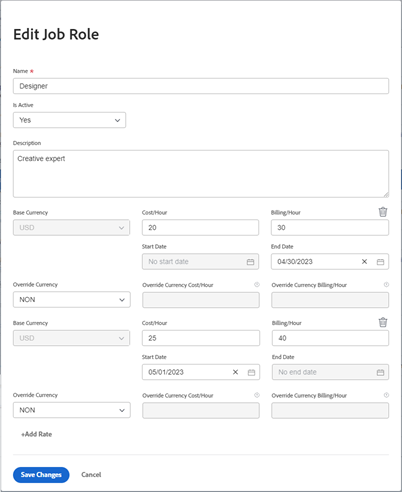 Edit Job Role
Name *
Designer
Is Active
Yes
Description
Creative expert
Base Currency Cost/Hour Billing/Hour
USD 20 30
Start Date End Date
No start date 04/30/2023
Override Currency Override Currency Cost/Hour Override Currency Billing/Hour
NON
Base Currency Cost/Hour Billing/Hour
USD 25 40
Start Date End Date
05/01/2023 No end date
Override Currency Override Currency Cost/Hour Override Currency Billing/Hour
NON
+Add Rate
Save Changes Cancel